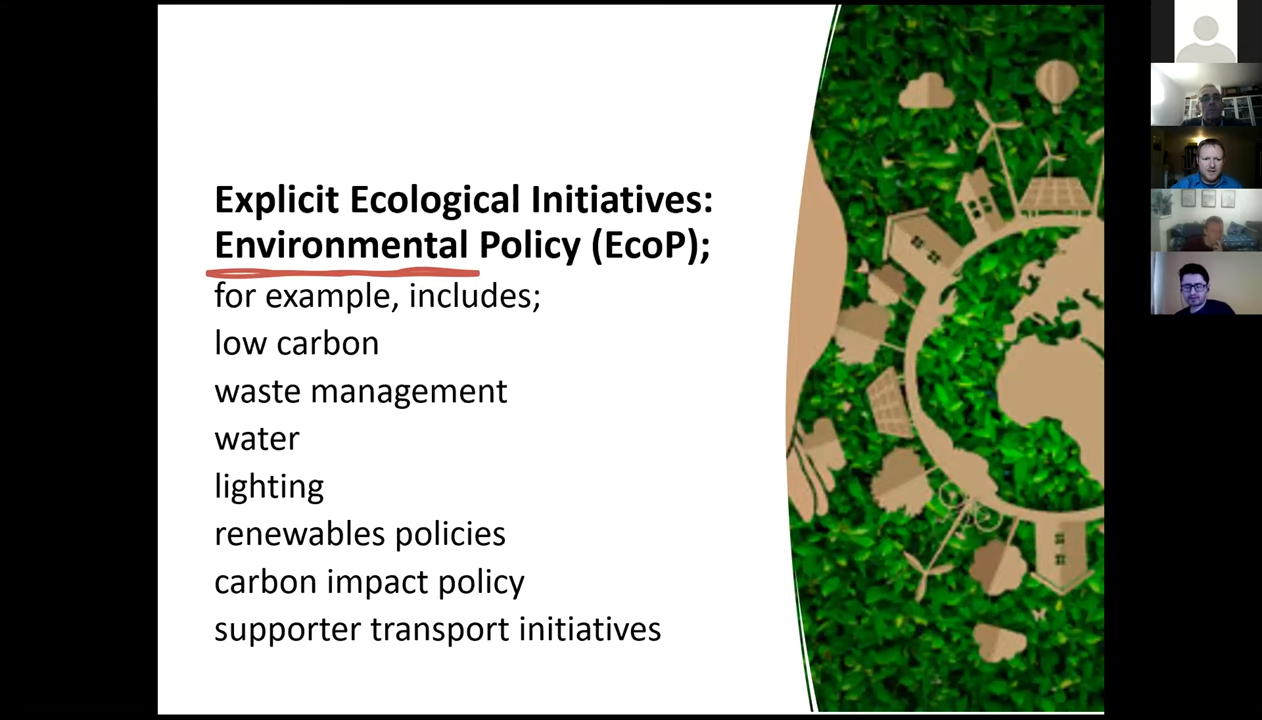 Explicit Ecological Initiatives:
Environmental Policy (EcoP);
for example, includes;
low carbon
waste management
water
lighting
renewables policies
carbon impact policy
supporter transport initiatives